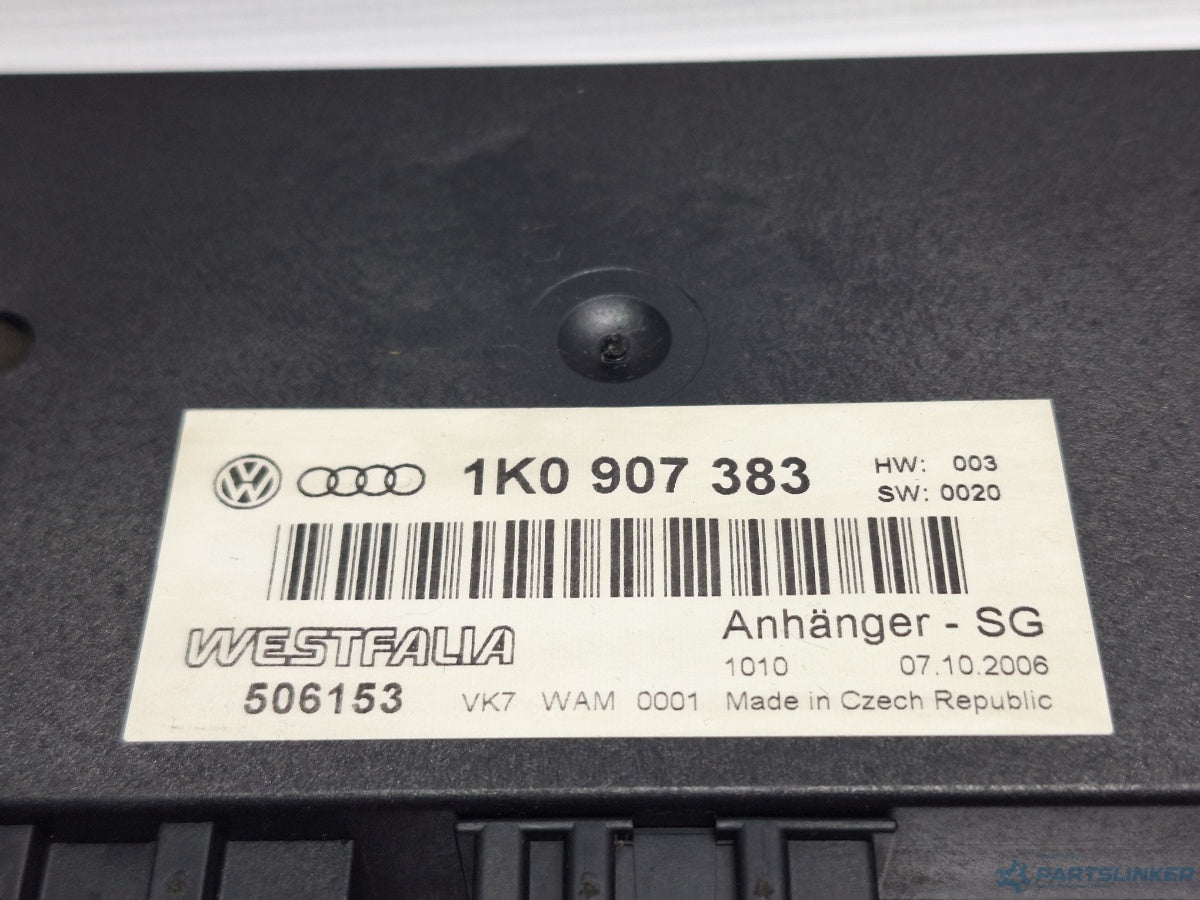 1K0 907 383
HW: 003
SW: 0020
WESTFALIA
Anhänger - SG
1010 07.10.2006
506153 VK7 WAM 0001 Made in Czech Republic
PARTSLINKER